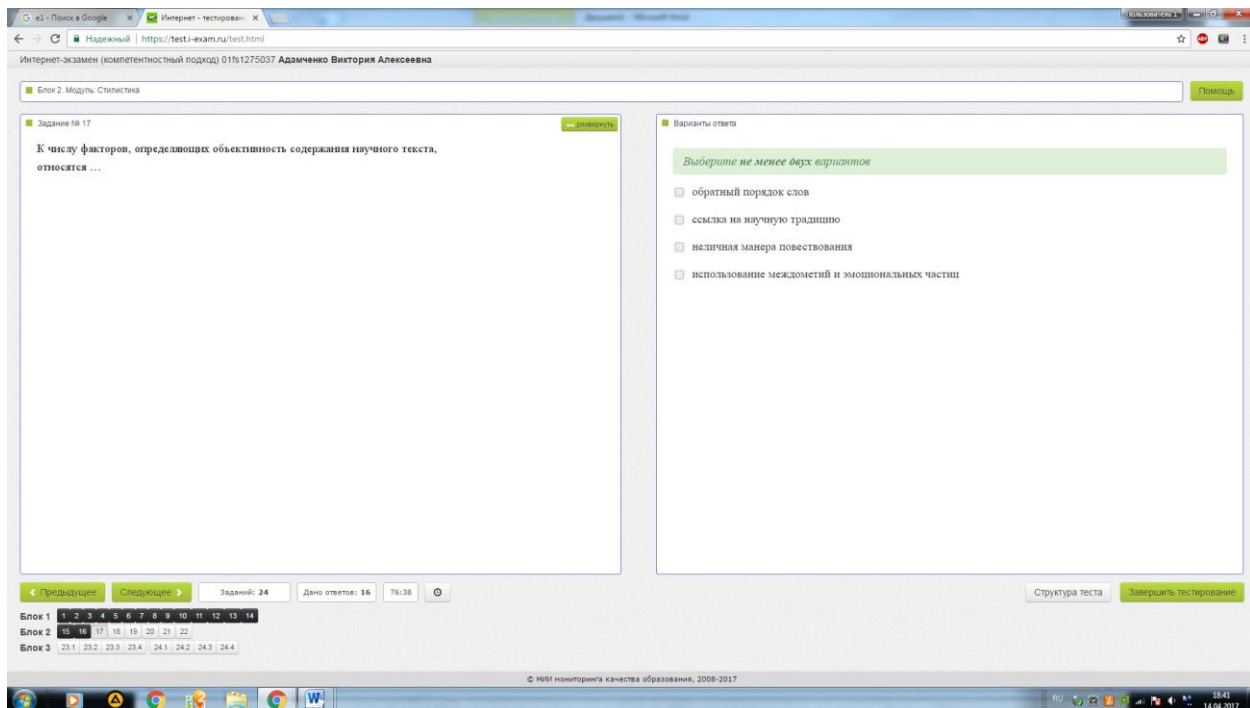 e1 - Поиск в Google
Интернет - тестирован
Пользователь 1
Надежный | https://test.i-exam.ru/test.html
Интернет-экзамен (компетентностный подход) 01fs1275037 Адамченко Виктория Алексеевна
Блок 2. Модуль: Стилистика
Помощь
Задание № 17
развернуть
К числу факторов, определяющих объективность содержания научного текста,
относятся …
Варианты ответа
Выберите не менее двух вариантов
обратный порядок слов
ссылка на научную традицию
неличная манера повествования
использование междометий и эмоциональных частиц
Предыдущее
Следующее
Заданий: 24
Дано ответов: 16
76:38
Структура теста
Завершить тестирование
Блок 1 1 2 3 4 5 6 7 8 9 10 11 12 13 14
Блок 2 15 16 17 18 19 20 21 22
Блок 3 23.1 23.2 23.3 23.4 24.1 24.2 24.3 24.4
© НИИ мониторинга качества образования, 2008-2017
RU
18:41
14.04.2017